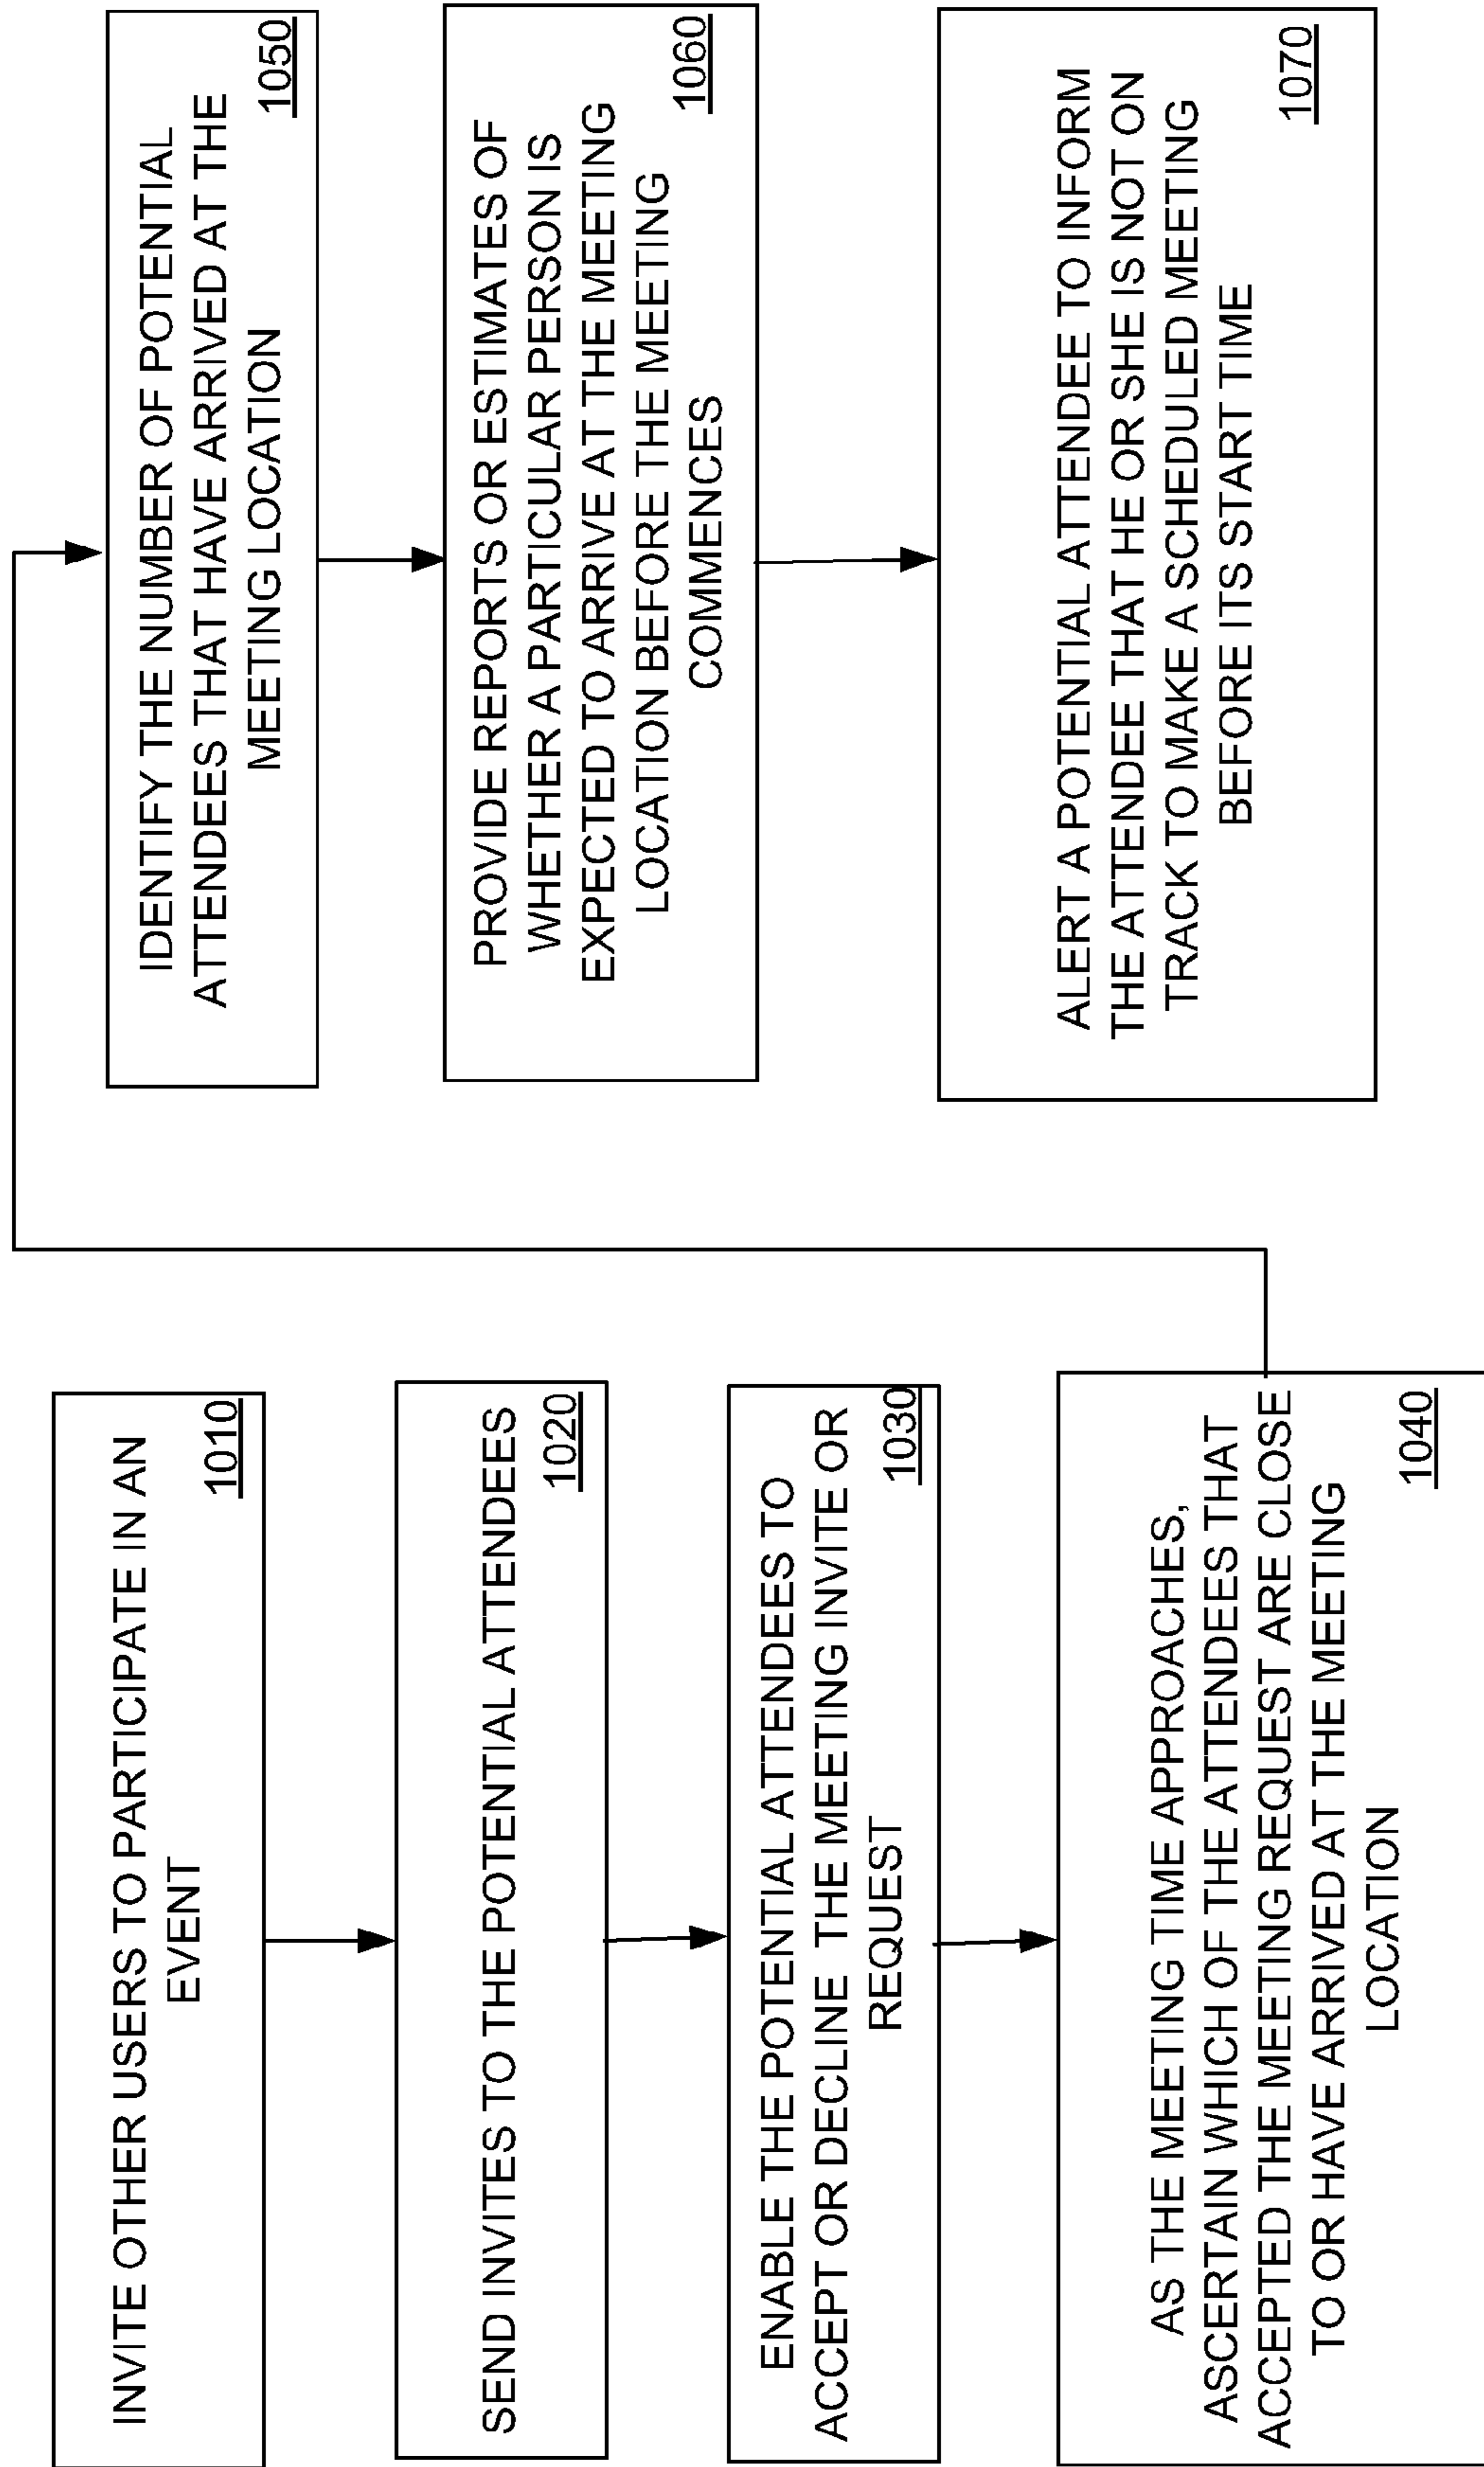 INVITE OTHER USERS TO PARTICIPATE IN AN
EVENT
1010
SEND INVITES TO THE POTENTIAL ATTENDEES
1020
ENABLE THE POTENTIAL ATTENDEES TO
ACCEPT OR DECLINE THE MEETING INVITE OR
REQUEST
1030
AS THE MEETING TIME APPROACHES,
ASCERTAIN WHICH OF THE ATTENDEES THAT
ACCEPTED THE MEETING REQUEST ARE CLOSE
TO OR HAVE ARRIVED AT THE MEETING
LOCATION
1040
IDENTIFY THE NUMBER OF POTENTIAL
ATTENDEES THAT HAVE ARRIVED AT THE
MEETING LOCATION
1050
PROVIDE REPORTS OR ESTIMATES OF
WHETHER A PARTICULAR PERSON IS
EXPECTED TO ARRIVE AT THE MEETING
LOCATION BEFORE THE MEETING
COMMENCES
1060
ALERT A POTENTIAL ATTENDEE TO INFORM
THE ATTENDEE THAT HE OR SHE IS NOT ON
TRACK TO MAKE A SCHEDULED MEETING
BEFORE ITS START TIME
1070